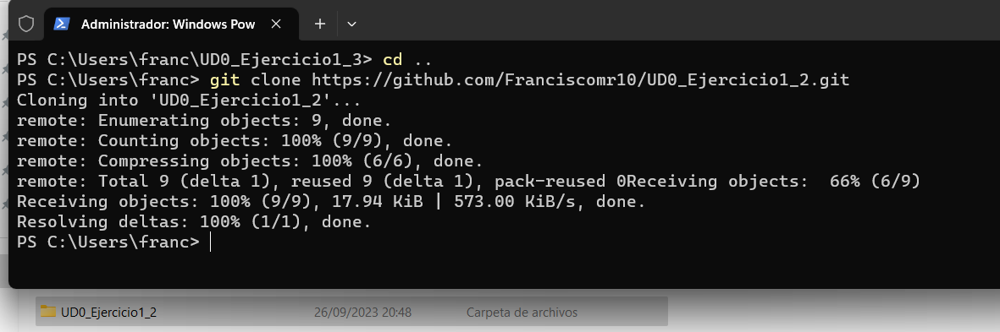 Administrador: Windows Pow
PS C:\Users\franc\UD0_Ejercicio1_3> cd ..
PS C:\Users\franc> git clone https://github.com/Franciscomr10/UD0_Ejercicio1_2.git
Cloning into 'UD0_Ejercicio1_2'...
remote: Enumerating objects: 9, done.
remote: Counting objects: 100% (9/9), done.
remote: Compressing objects: 100% (6/6), done.
remote: Total 9 (delta 1), reused 9 (delta 1), pack-reused 0Receiving objects:  66% (6/9)
Receiving objects: 100% (9/9), 17.94 KiB | 573.00 KiB/s, done.
Resolving deltas: 100% (1/1), done.
PS C:\Users\franc>
UD0_Ejercicio1_2 26/09/2023 20:48 Carpeta de archivos